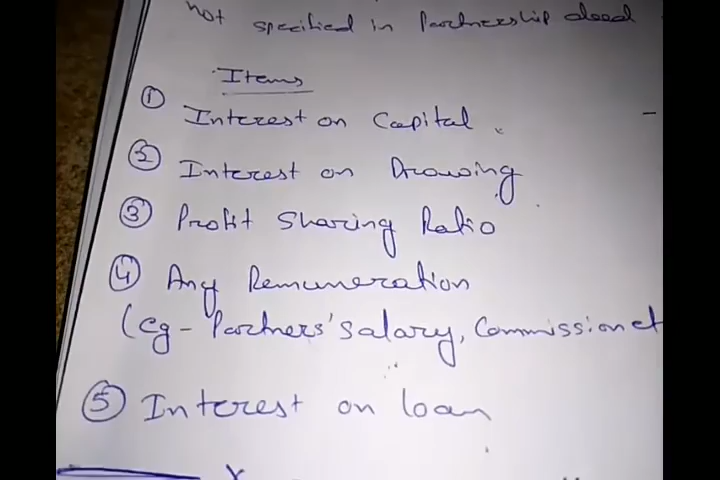 not specified in Partnership deed
Items
① Interest on Capital
② Interest on Drawing
③ Profit Sharing Ratio
④ Any Remuneration
(eg - Partners' salary, Commission et
⑤ Interest on loan